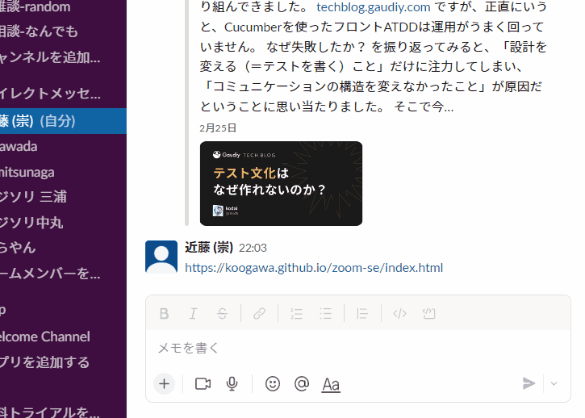 雑談-random
相談-なんでも
チャンネルを追加...
ダイレクトメッセ...
近藤 (崇) (自分)
awada
mitsunaga
ジソリ 三浦
ジソリ中丸
らやん
ームメンバーを...
elcome Channel
プリを追加する
料トライアルを...
り組んできました。 techblog.gaudiy.com ですが、正直にいう
と、Cucumberを使ったフロントATDDは運用がうまく回って
いません。 なぜ失敗したか？ を振り返ってみると、「設計を
変える（＝テストを書く）こと」だけに注力してしまい、
「コミュニケーションの構造を変えなかったこと」が原因だ
ということに思い当たりました。 そこで今...
2月25日
Gaudiy TECH BLOG
テスト文化は
なぜ作れないのか？
kodai
近藤 (崇) 22:03
https://koogawa.github.io/zoom-se/index.html
メモを書く
Aa